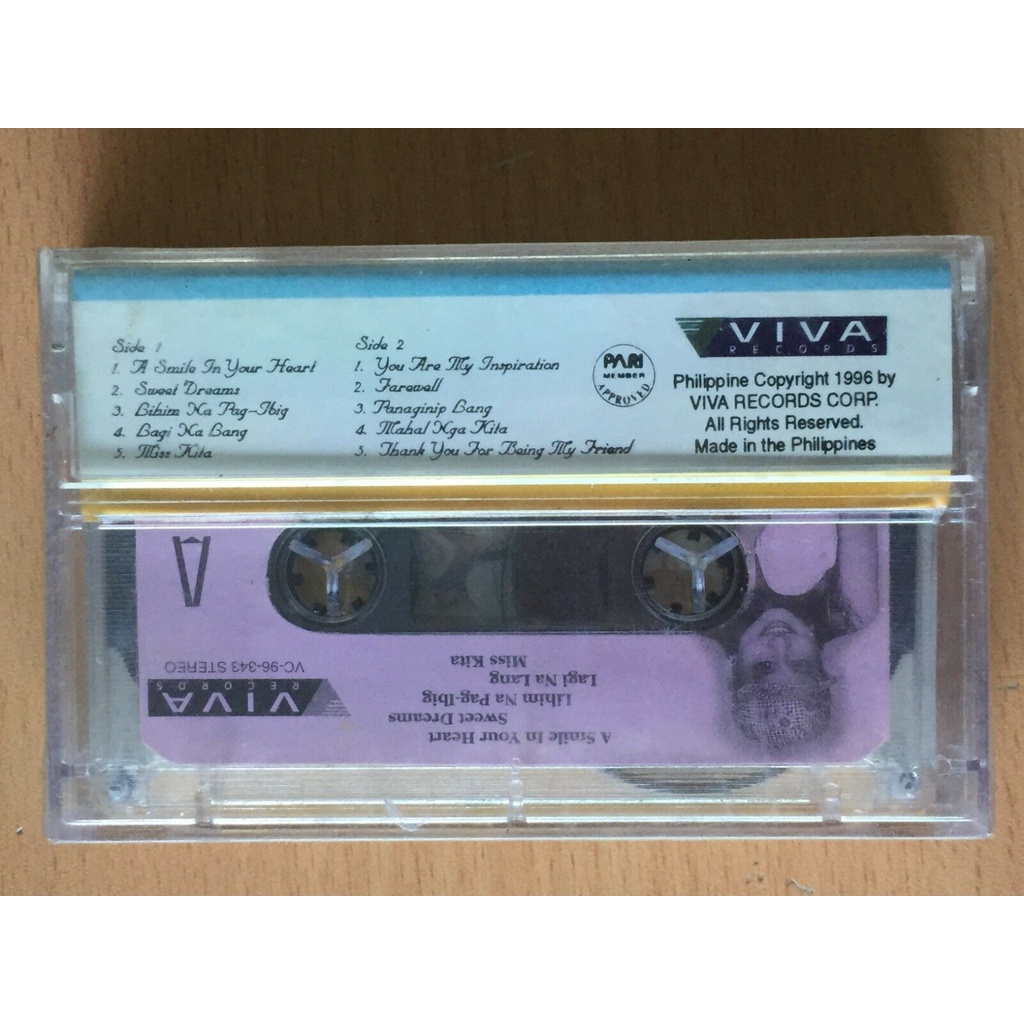 Side 1
1. A Smile In Your Heart
2. Sweet Dreams
3. Lihim Na Pag-Ibig
4. Lagi Na Lang
5. Miss Kita
Side 2
1. You Are My Inspiration
2. Farewell
3. Panaginip Lang
4. Mahal Nga Kita
5. Thank You For Being My Friend
PARI
MEMBER
APPROVED
VIVA
RECORDS
Philippine Copyright 1996 by
VIVA RECORDS CORP.
All Rights Reserved.
Made in the Philippines
A
VIVA
RECORDS
VC-96-343 STEREO
A Smile In Your Heart
Sweet Dreams
Lihim Na Pag-Ibig
Lagi Na Lang
Miss Kita